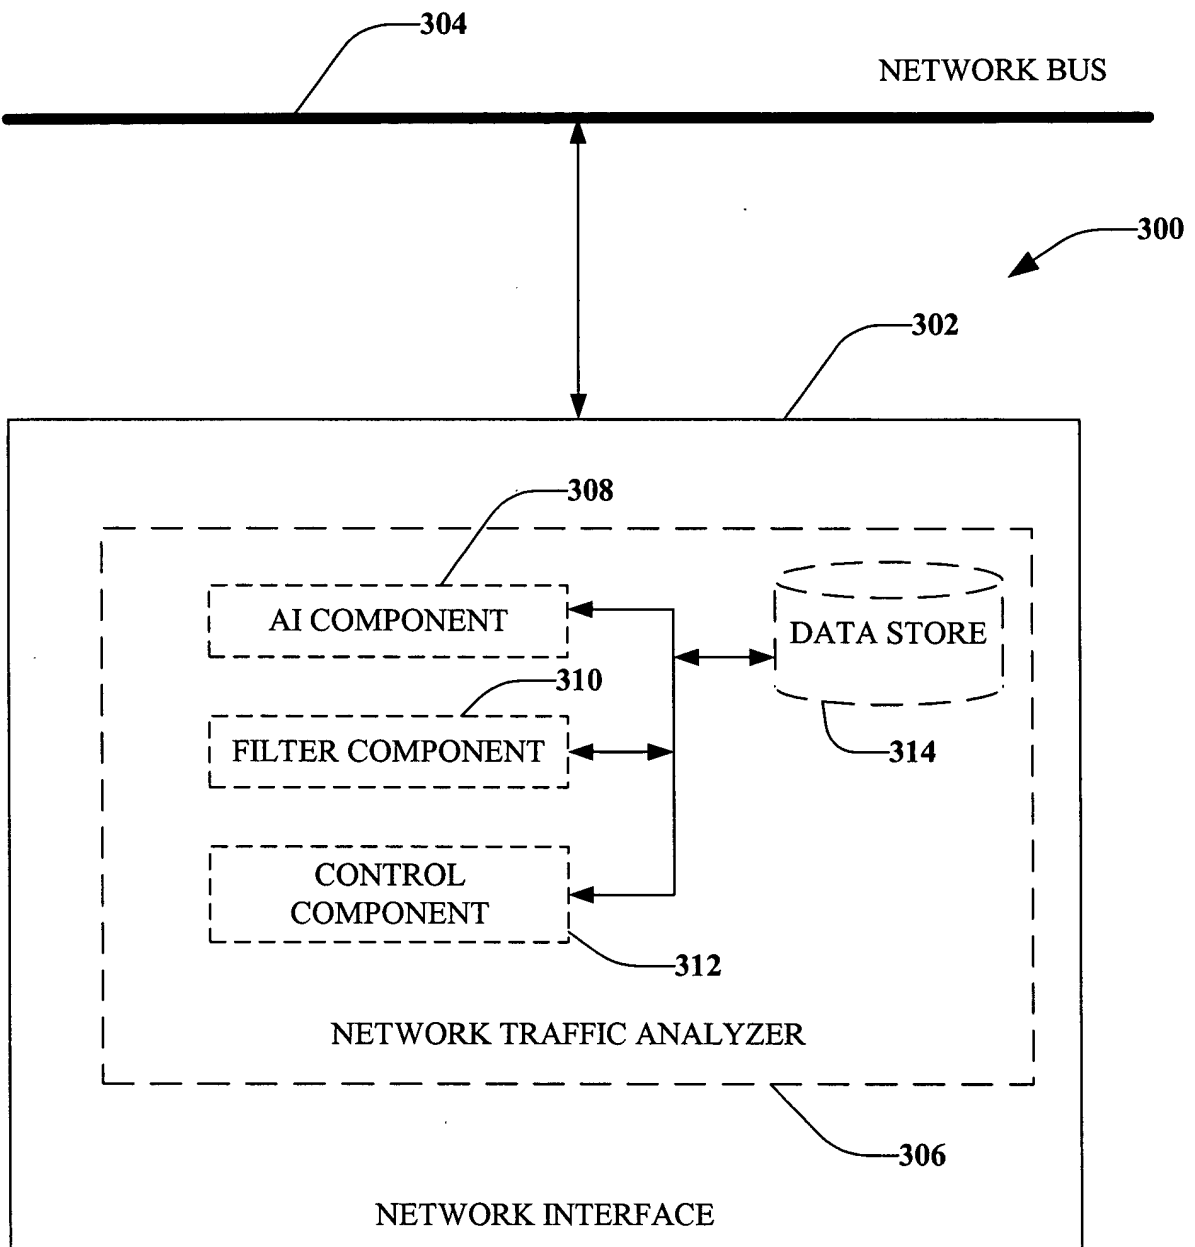 304
NETWORK BUS
300
302
308
AI COMPONENT
DATA STORE
310
FILTER COMPONENT
314
CONTROL
COMPONENT
312
NETWORK TRAFFIC ANALYZER
306
NETWORK INTERFACE